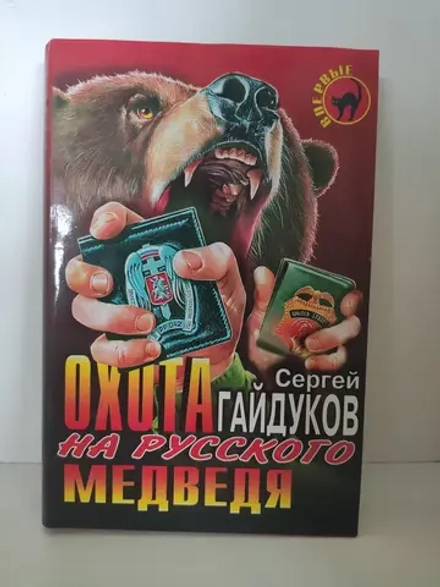 ВПЕРВЫЕ
Сергей
ОХОТА ГАЙДУКОВ
НА РУССКОГО
МЕДВЕДЯ